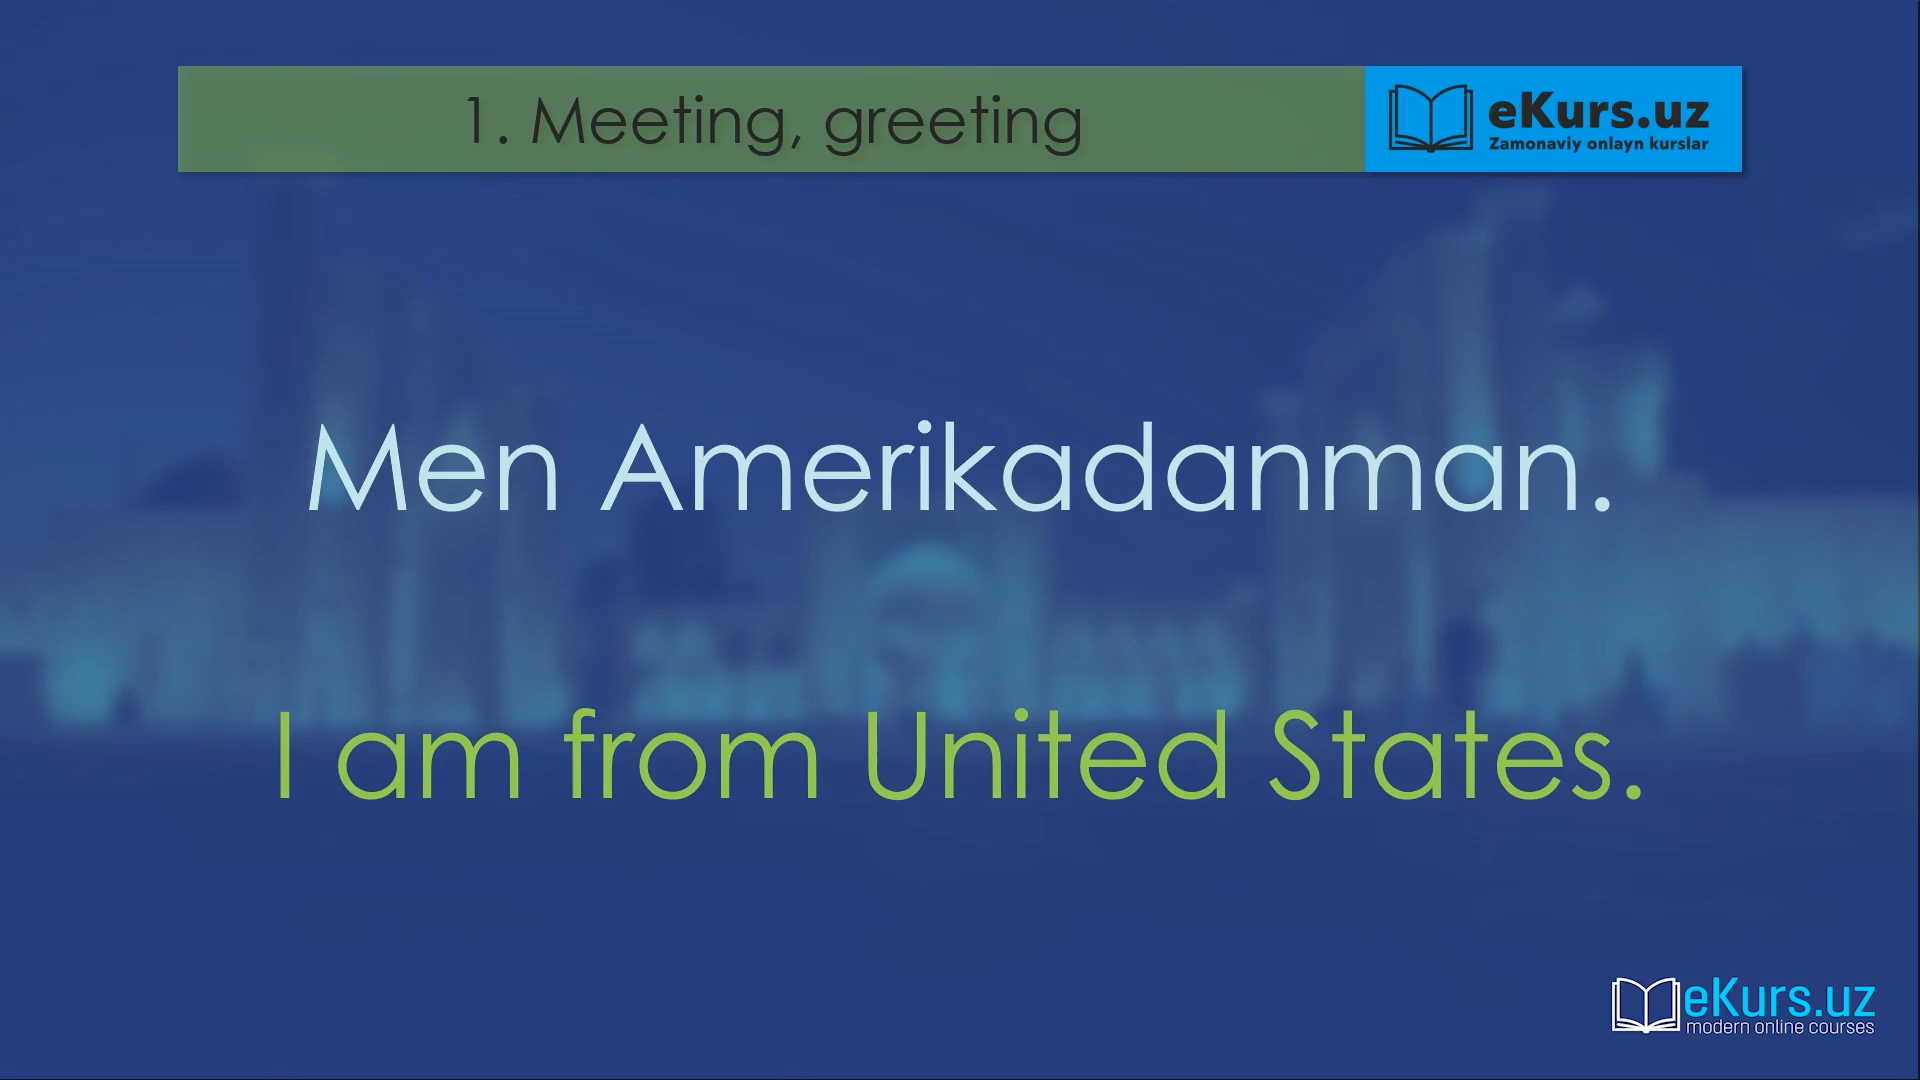 1. Meeting, greeting
eKurs.uz
Zamonaviy onlayn kurslar
Men Amerikadanman.
I am from United States.
eKurs.uz
modern online courses